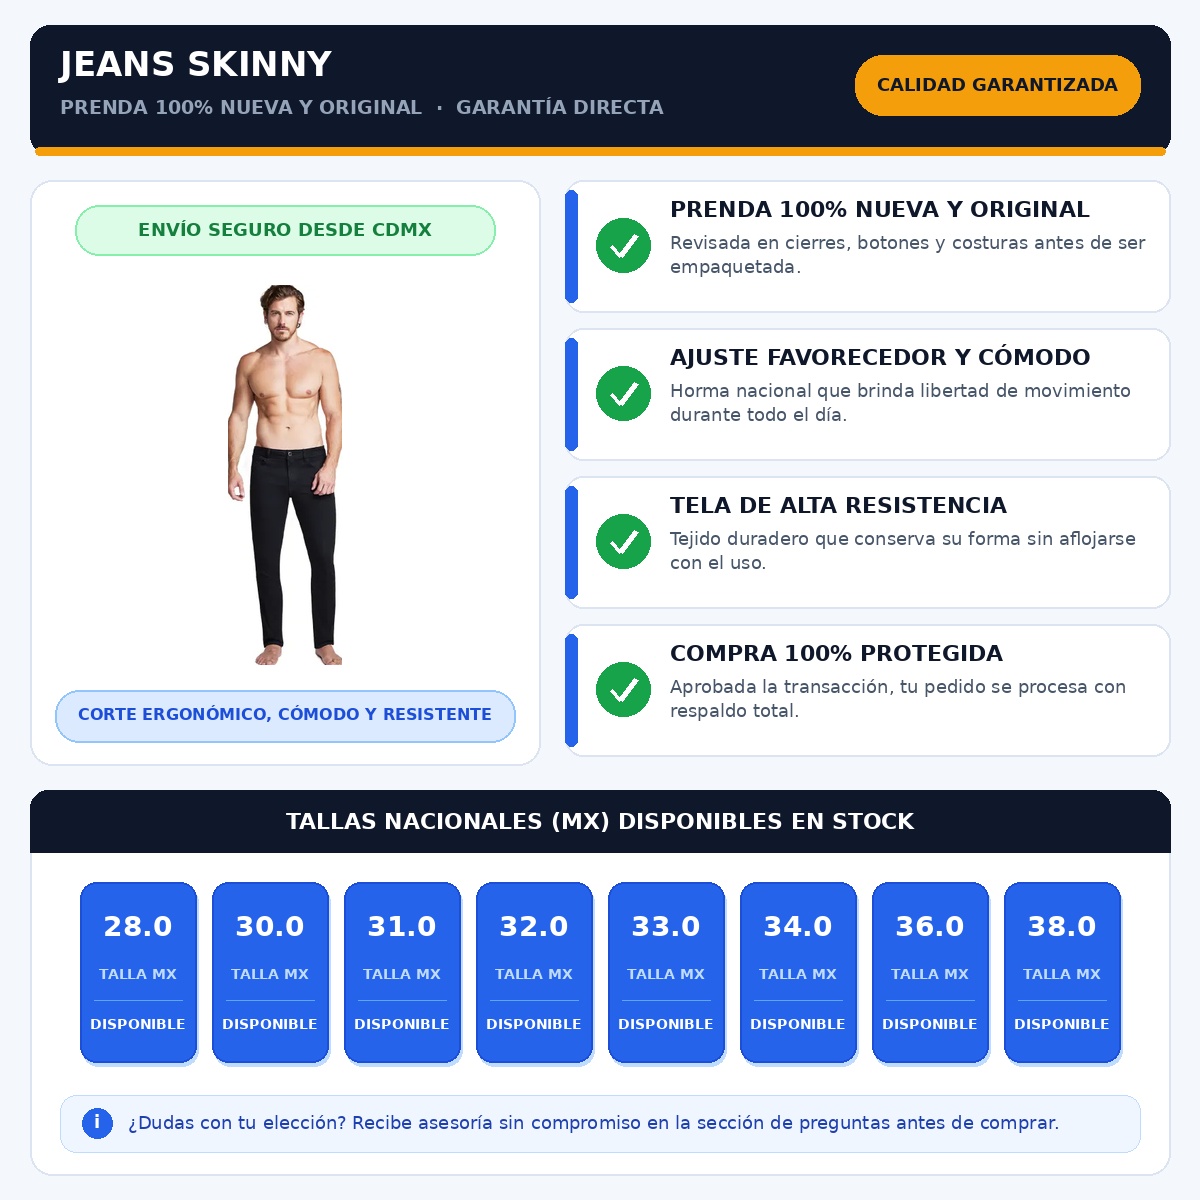 JEANS SKINNY
PRENDA 100% NUEVA Y ORIGINAL · GARANTÍA DIRECTA
CALIDAD GARANTIZADA
ENVÍO SEGURO DESDE CDMX
CORTE ERGONÓMICO, CÓMODO Y RESISTENTE
PRENDA 100% NUEVA Y ORIGINAL
Revisada en cierres, botones y costuras antes de ser
empaquetada.
AJUSTE FAVORECEDOR Y CÓMODO
Horma nacional que brinda libertad de movimiento
durante todo el día.
TELA DE ALTA RESISTENCIA
Tejido duradero que conserva su forma sin aflojarse
con el uso.
COMPRA 100% PROTEGIDA
Aprobada la transacción, tu pedido se procesa con
respaldo total.
TALLAS NACIONALES (MX) DISPONIBLES EN STOCK
28.0 30.0 31.0 32.0 33.0 34.0 36.0 38.0
TALLA MX TALLA MX TALLA MX TALLA MX TALLA MX TALLA MX TALLA MX TALLA MX
DISPONIBLE DISPONIBLE DISPONIBLE DISPONIBLE DISPONIBLE DISPONIBLE DISPONIBLE DISPONIBLE
i ¿Dudas con tu elección? Recibe asesoría sin compromiso en la sección de preguntas antes de comprar.